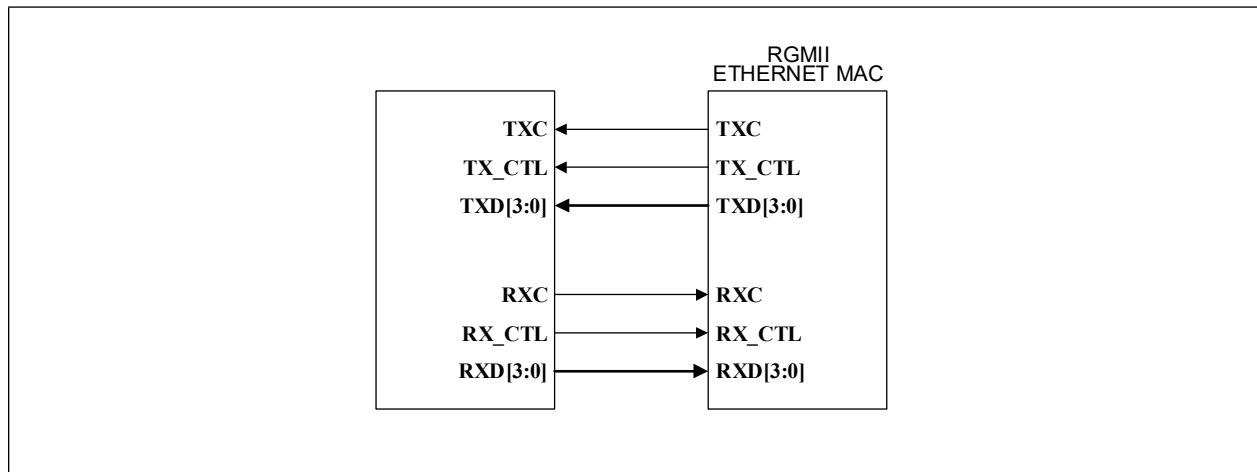 RGMII
ETHERNET MAC
TXC TXC
TX_CTL TX_CTL
TXD[3:0] TXD[3:0]
RXC RXC
RX_CTL RX_CTL
RXD[3:0] RXD[3:0]